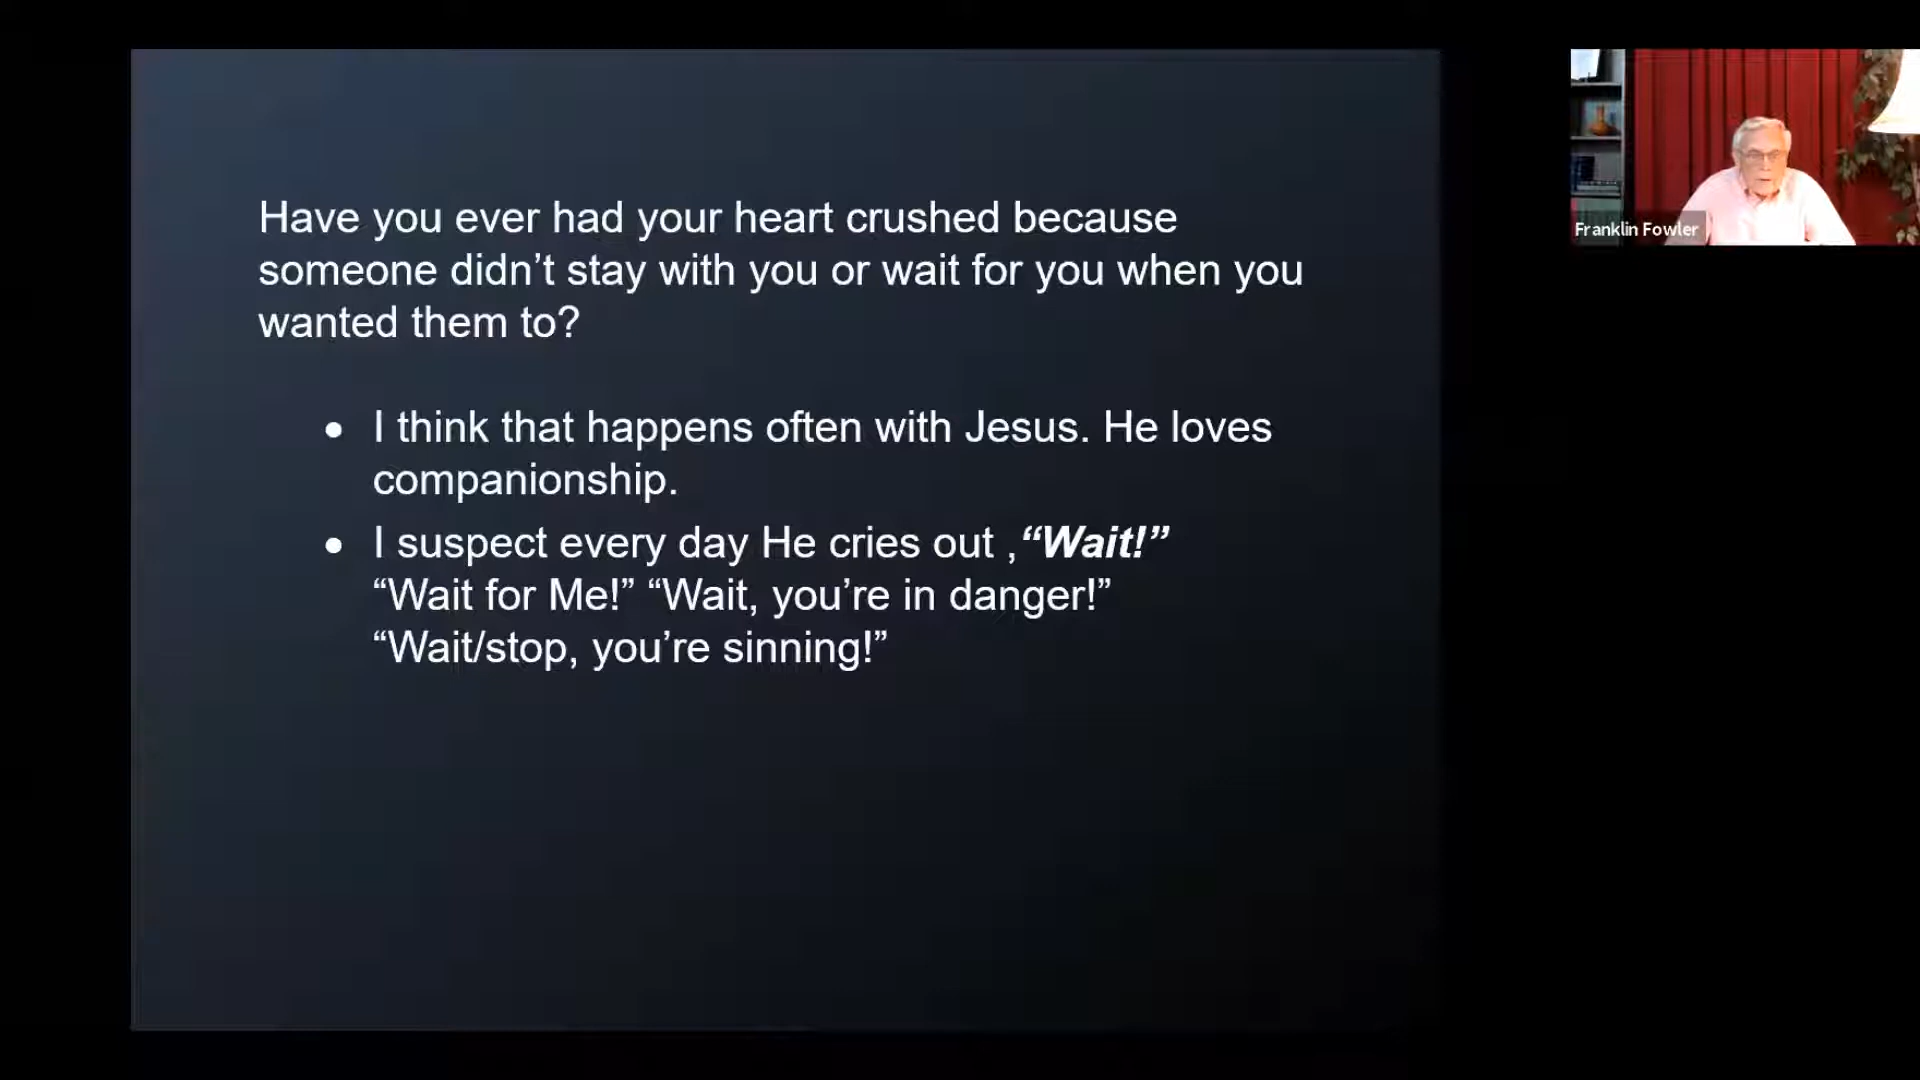 Have you ever had your heart crushed because
someone didn’t stay with you or wait for you when you
wanted them to?
• I think that happens often with Jesus. He loves
companionship.
• I suspect every day He cries out ,“Wait!”
“Wait for Me!” “Wait, you’re in danger!”
“Wait/stop, you’re sinning!”
Franklin Fowler